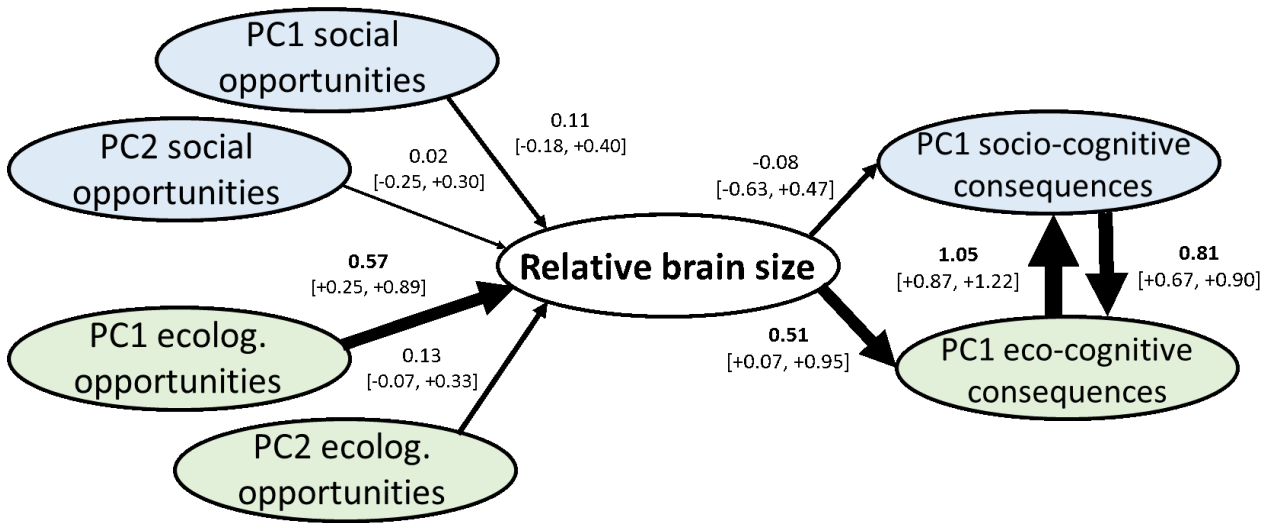 PC1 social
opportunities
PC2 social
opportunities
0.11
[-0.18, +0.40]
0.02
[-0.25, +0.30]
-0.08
[-0.63, +0.47]
PC1 socio-cognitive
consequences
Relative brain size
0.57
[+0.25, +0.89]
1.05
[+0.87, +1.22]
0.81
[+0.67, +0.90]
PC1 ecolog.
opportunities
0.13
[-0.07, +0.33]
0.51
[+0.07, +0.95]
PC1 eco-cognitive
consequences
PC2 ecolog.
opportunities